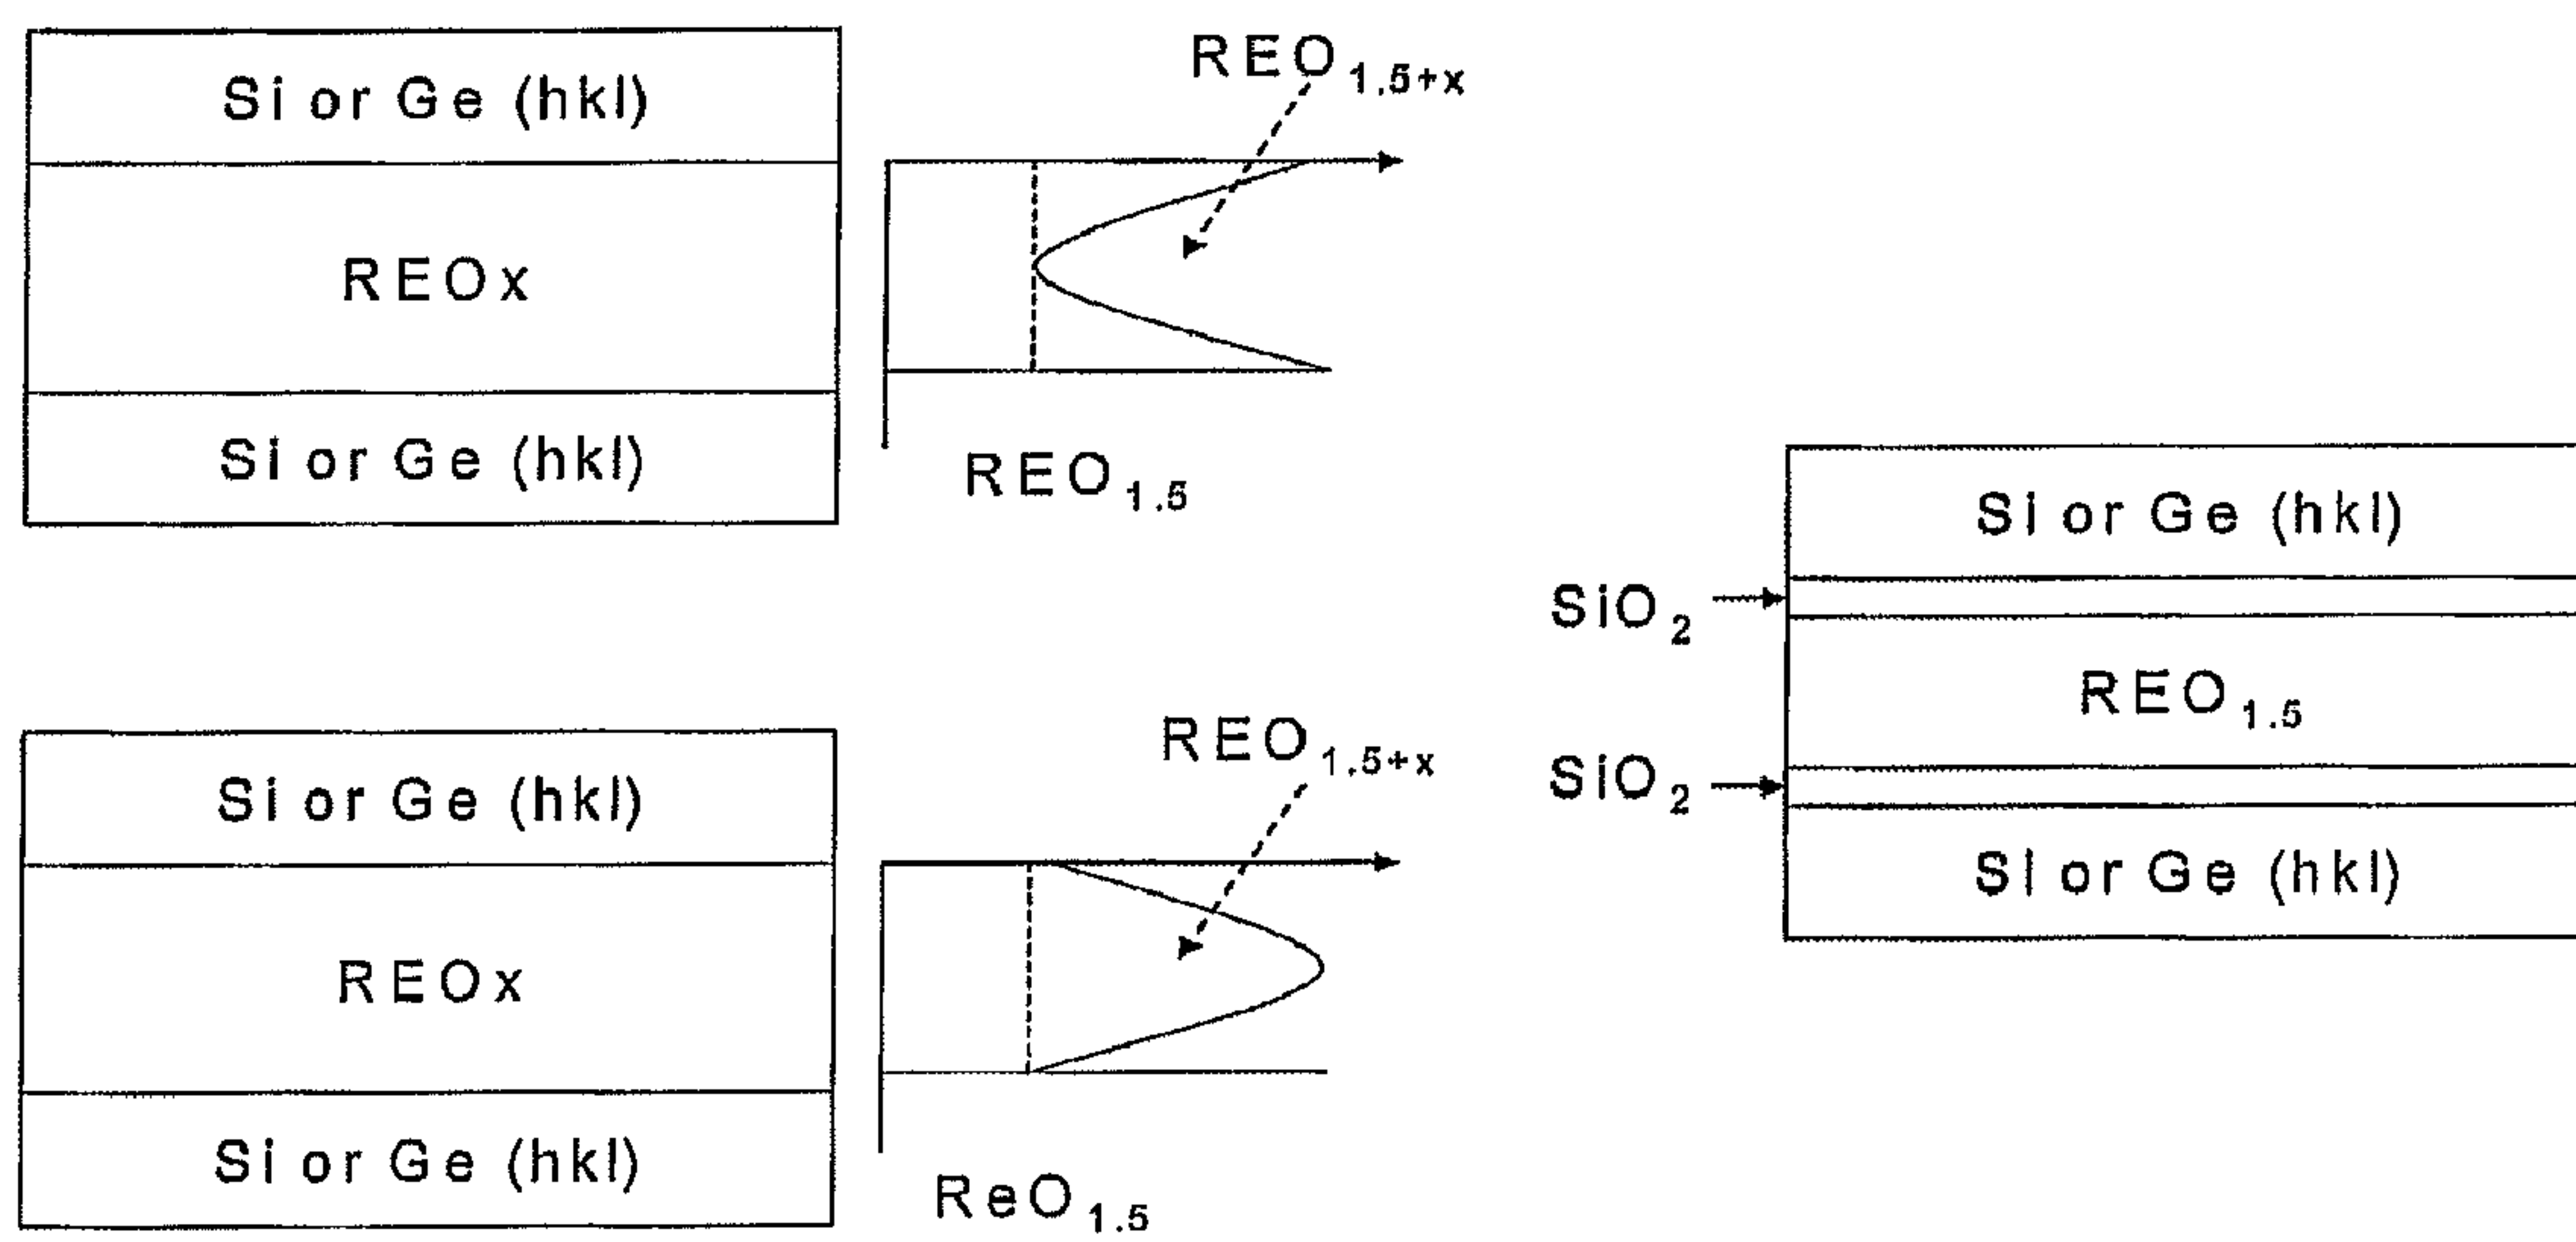 Si or Ge (hkl)
REOx
Si or Ge (hkl)
REO1.5+x
REO1.5
Si or Ge (hkl)
REOx
Si or Ge (hkl)
REO1.5+x
ReO1.5
Si or Ge (hkl)
SiO2
REO1.5
SiO2
Si or Ge (hkl)